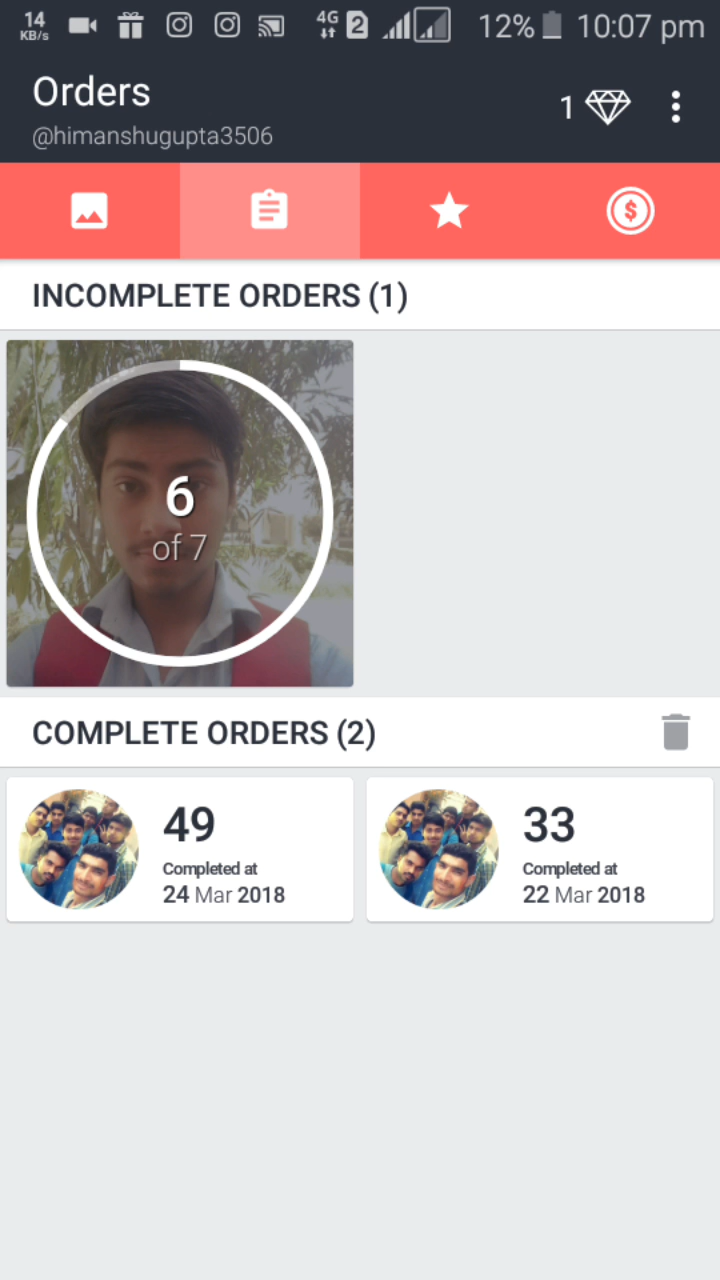 14
KB/s
4G
2
12%
10:07 pm
Orders
@himanshugupta3506
1
$
INCOMPLETE ORDERS (1)
6
of 7
COMPLETE ORDERS (2)
49
Completed at
24 Mar 2018
33
Completed at
22 Mar 2018